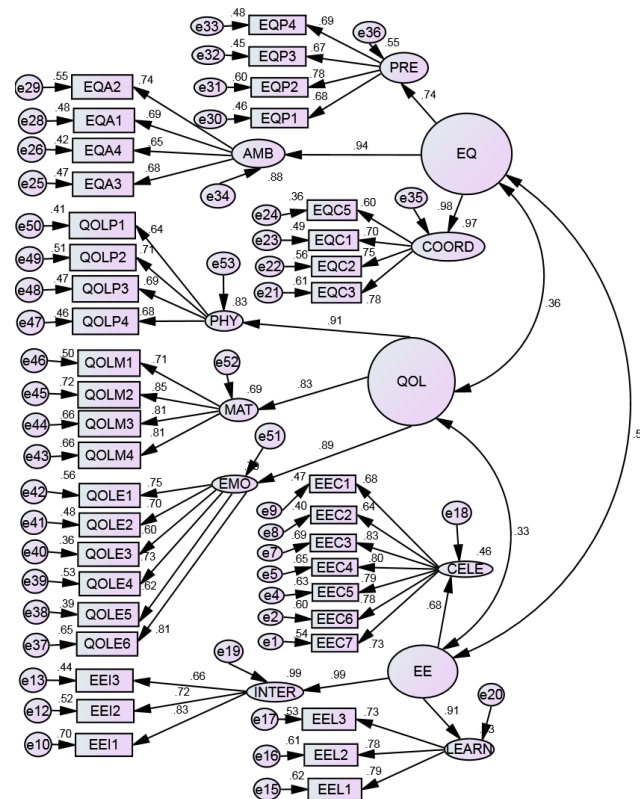 e33 .48 EQP4 .69 e36
e32 .45 EQP3 .67 .55
e31 .60 EQP2 .78 PRE
e30 .46 EQP1 .68 .74
e29 .55 EQA2 .74
e28 .48 EQA1 .69
e26 .42 EQA4 .65 AMB .94 EQ
e25 .47 EQA3 .68 .88
e34
e35 .98
e24 .36 EQC5 .60 .97
e23 .49 EQC1 .70 COORD
e22 .56 EQC2 .75
e21 .61 EQC3 .78
e50 .41 QOLP1 .64
e49 .51 QOLP2 .71 e53
e48 .47 QOLP3 .69 .83
e47 .46 QOLP4 .68 PHY .91
.36
e46 .50 QOLM1 .71 e52
e45 .72 QOLM2 .85 .69 .83 QOL
e44 .66 QOLM3 .81 MAT
e43 .66 QOLM4 .81
e51 .89
e42 .56 QOLE1 .75 EMO
e41 .48 QOLE2 .70
e40 .36 QOLE3 .60
e39 .53 QOLE4 .73
e38 .39 QOLE5 .62
e37 .65 QOLE6 .81
e9 .47 EEC1 .68
e8 .40 EEC2 .64 e18
e7 .69 EEC3 .83 .46
e5 .65 EEC4 .80 CELE
e4 .63 EEC5 .79
e2 .60 EEC6 .78 .68
e1 .54 EEC7 .73
.33
e19
e13 .44 EEI3 .66 .99 .99 EE
e12 .52 EEI2 .72 INTER
e10 .70 EEI1 .83
.91 e20
e17 .53 EEL3 .73
e16 .61 EEL2 .78 LEARN
e15 .62 EEL1 .79